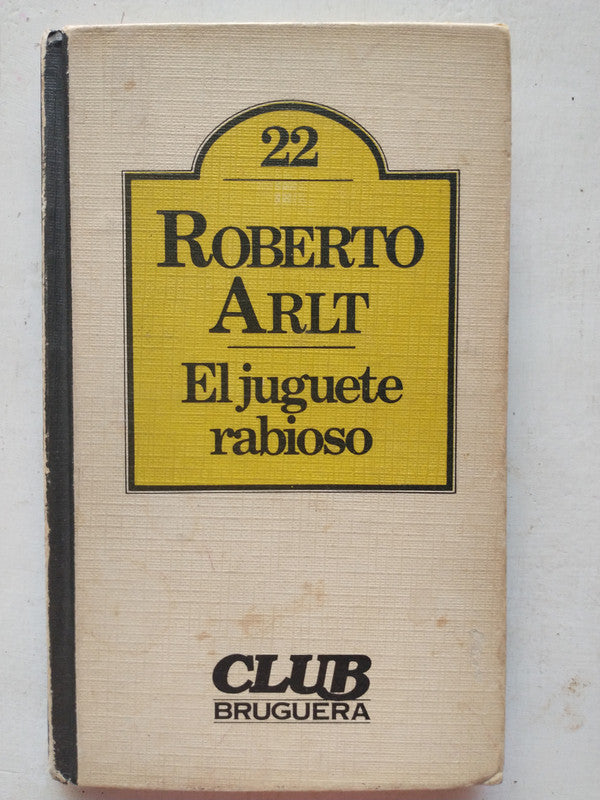 22
ROBERTO
ARLT
El juguete
rabioso
CLUB
BRUGUERA